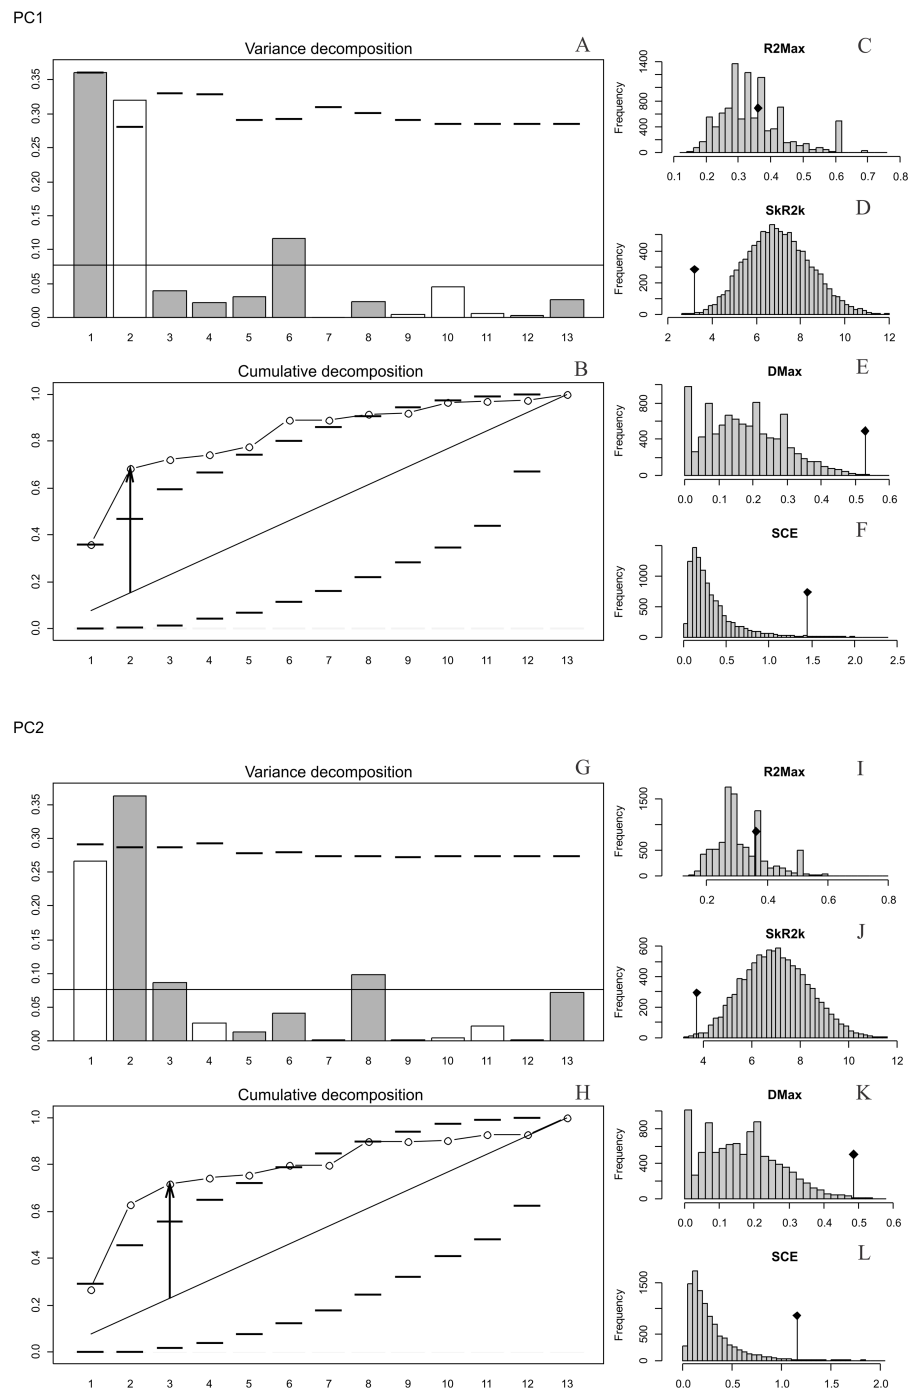 PC1
Variance decomposition A
0.35
0.30
0.25
0.20
0.15
0.10
0.05
0.00
1 2 3 4 5 6 7 8 9 10 11 12 13
R2Max C
Frequency
1400
800
400
0
0.1 0.2 0.3 0.4 0.5 0.6 0.7 0.8
SkR2k D
Frequency
400
200
0
2 4 6 8 10 12
Cumulative decomposition B
1.0
0.8
0.6
0.4
0.2
0.0
1 2 3 4 5 6 7 8 9 10 11 12 13
DMax E
Frequency
800
400
0
0.0 0.1 0.2 0.3 0.4 0.5 0.6
SCE F
Frequency
1000
500
0
0.0 0.5 1.0 1.5 2.0 2.5
PC2
Variance decomposition G
0.35
0.30
0.25
0.20
0.15
0.10
0.05
0.00
1 2 3 4 5 6 7 8 9 10 11 12 13
R2Max I
Frequency
1500
500
0
0.2 0.4 0.6 0.8
SkR2k J
Frequency
600
400
200
0
4 6 8 10 12
Cumulative decomposition H
1.0
0.8
0.6
0.4
0.2
0.0
1 2 3 4 5 6 7 8 9 10 11 12 13
DMax K
Frequency
800
400
0
0.0 0.1 0.2 0.3 0.4 0.5 0.6
SCE L
Frequency
1500
500
0
0.0 0.5 1.0 1.5 2.0